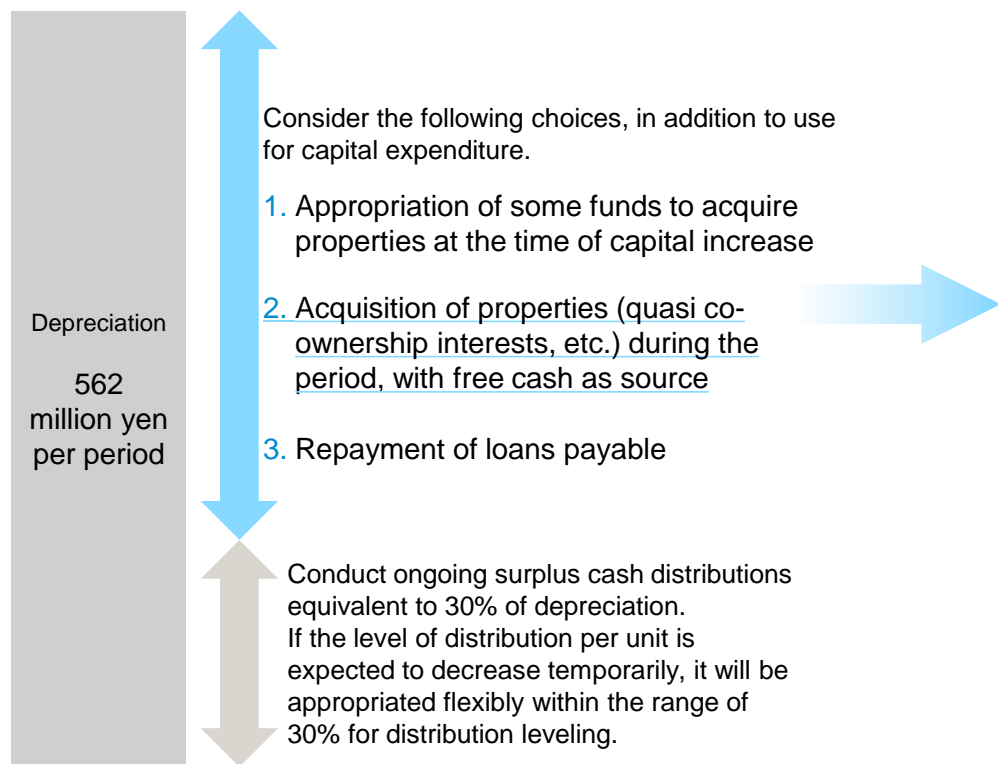 Depreciation
562
million yen
per period
Consider the following choices, in addition to use
for capital expenditure.
1. Appropriation of some funds to acquire
properties at the time of capital increase
2. Acquisition of properties (quasi co-
ownership interests, etc.) during the
period, with free cash as source
3. Repayment of loans payable
Conduct ongoing surplus cash distributions
equivalent to 30% of depreciation.
If the level of distribution per unit is
expected to decrease temporarily, it will be
appropriated flexibly within the range of
30% for distribution leveling.